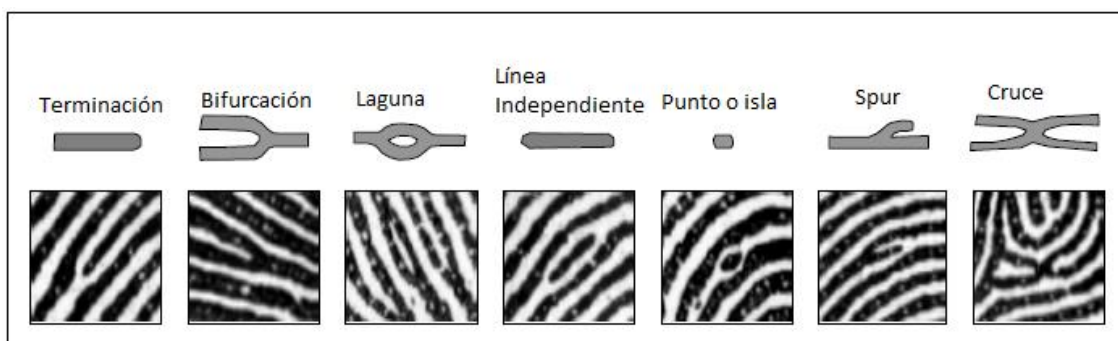 Terminación
Bifurcación
Laguna
Línea
Independiente
Punto o isla
Spur
Cruce